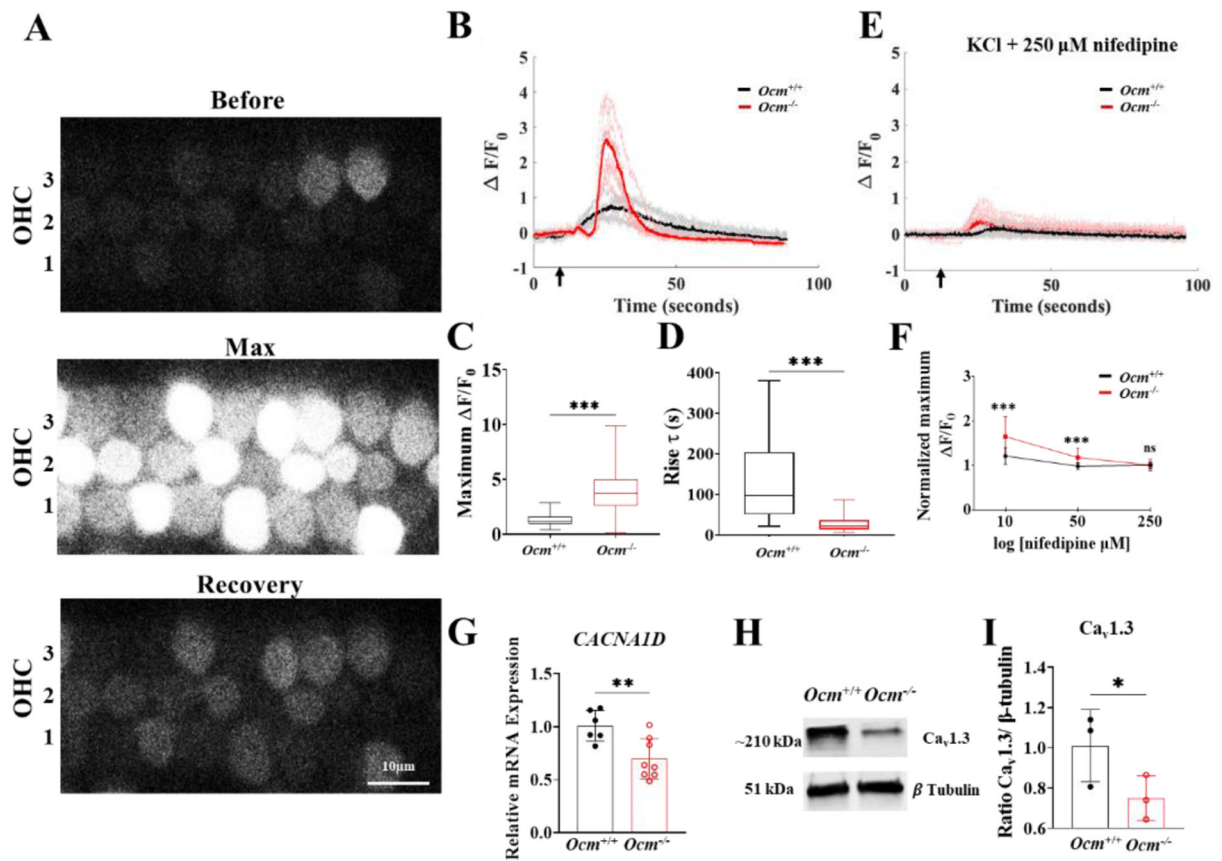 A
Before
OHC
3
2
1
Max
OHC
3
2
1
Recovery
OHC
3
2
1
10μm
B
Ocm+/+
Ocm-/-
Δ F/F0
5
4
3
2
1
0
-1
0
50
100
Time (seconds)
E
KCl + 250 μM nifedipine
Ocm+/+
Ocm-/-
Δ F/F0
5
4
3
2
1
0
-1
0
50
100
Time (seconds)
C
Maximum ΔF/F0
15
10
5
0
***
Ocm+/+ Ocm-/-
D
Rise τ (s)
400
300
200
100
0
***
Ocm+/+ Ocm-/-
F
Normalized maximum
ΔF/F0
3
2
1
0
Ocm+/+
Ocm-/-
***
***
ns
10 50 250
log [nifedipine μM]
G
CACNA1D
Relative mRNA Expression
1.5
1.0
0.5
0.0
**
Ocm+/+ Ocm-/-
H
Ocm+/+ Ocm-/-
~210 kDa
Cav1.3
51 kDa
β Tubulin
I
Cav1.3
Ratio Cav1.3/ β-tubulin
1.4
1.2
1.0
0.8
0.6
*
Ocm+/+ Ocm-/-